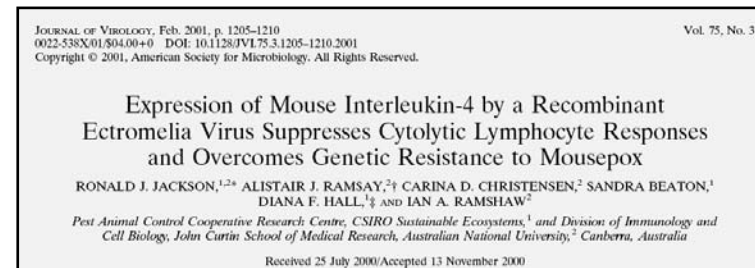 JOURNAL OF VIROLOGY, Feb. 2001, p. 1205–1210
Vol. 75, No. 3
0022-538X/01/$04.00+0 DOI: 10.1128/JVI.75.3.1205–1210.2001
Copyright © 2001, American Society for Microbiology. All Rights Reserved.
Expression of Mouse Interleukin-4 by a Recombinant
Ectromelia Virus Suppresses Cytolytic Lymphocyte Responses
and Overcomes Genetic Resistance to Mousepox
RONALD J. JACKSON,1,2* ALISTAIR J. RAMSAY,2† CARINA D. CHRISTENSEN,2 SANDRA BEATON,1
DIANA F. HALL,1‡ AND IAN A. RAMSHAW2
Pest Animal Control Cooperative Research Centre, CSIRO Sustainable Ecosystems,1 and Division of Immunology and
Cell Biology, John Curtin School of Medical Research, Australian National University,2 Canberra, Australia
Received 25 July 2000/Accepted 13 November 2000